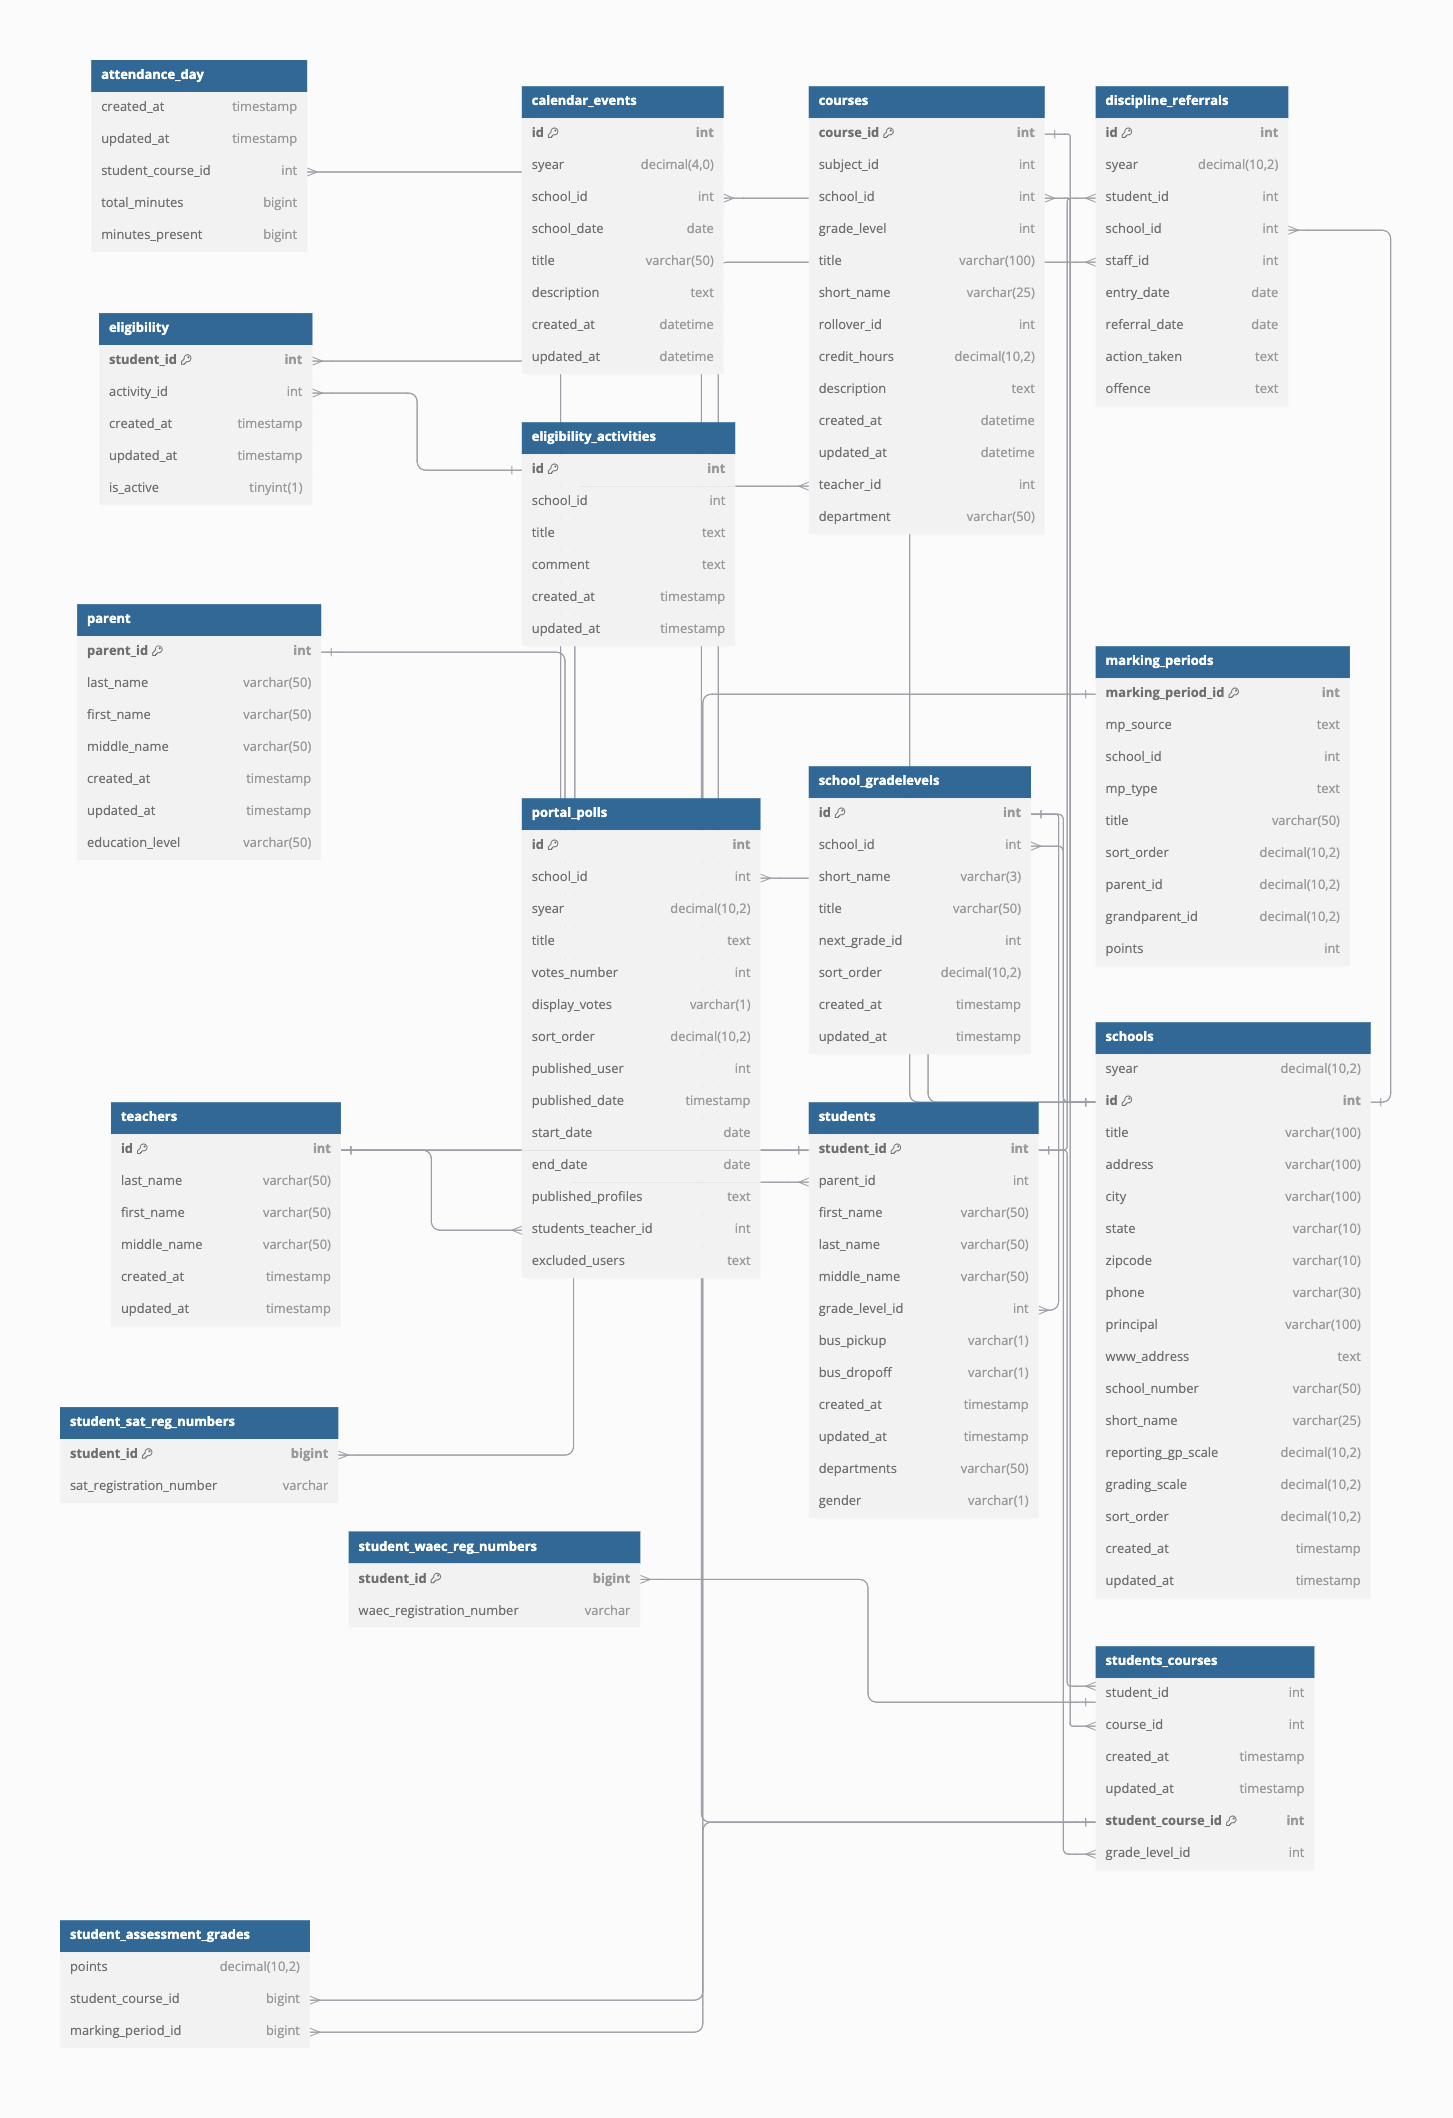 attendance_day
created_at timestamp
updated_at timestamp
student_course_id int
total_minutes bigint
minutes_present bigint
calendar_events
id int
syear decimal(4,0)
school_id int
school_date date
title varchar(50)
description text
created_at datetime
updated_at datetime
courses
course_id int
subject_id int
school_id int
grade_level int
title varchar(100)
short_name varchar(25)
rollover_id int
credit_hours decimal(10,2)
description text
created_at datetime
updated_at datetime
teacher_id int
department varchar(50)
discipline_referrals
id int
syear decimal(10,2)
student_id int
school_id int
staff_id int
entry_date date
referral_date date
action_taken text
offence text
eligibility
student_id int
activity_id int
created_at timestamp
updated_at timestamp
is_active tinyint(1)
eligibility_activities
id int
school_id int
title text
comment text
created_at timestamp
updated_at timestamp
parent
parent_id int
last_name varchar(50)
first_name varchar(50)
middle_name varchar(50)
created_at timestamp
updated_at timestamp
education_level varchar(50)
marking_periods
marking_period_id int
mp_source text
school_id int
mp_type text
title varchar(50)
sort_order decimal(10,2)
parent_id decimal(10,2)
grandparent_id decimal(10,2)
points int
portal_polls
id int
school_id int
syear decimal(10,2)
title text
votes_number int
display_votes varchar(1)
sort_order decimal(10,2)
published_user int
published_date timestamp
start_date date
end_date date
published_profiles text
students_teacher_id int
excluded_users text
school_gradelevels
id int
school_id int
short_name varchar(3)
title varchar(50)
next_grade_id int
sort_order decimal(10,2)
created_at timestamp
updated_at timestamp
schools
syear decimal(10,2)
id int
title varchar(100)
address varchar(100)
city varchar(100)
state varchar(10)
zipcode varchar(10)
phone varchar(30)
principal varchar(100)
www_address text
school_number varchar(50)
short_name varchar(25)
reporting_gp_scale decimal(10,2)
grading_scale decimal(10,2)
sort_order decimal(10,2)
created_at timestamp
updated_at timestamp
teachers
id int
last_name varchar(50)
first_name varchar(50)
middle_name varchar(50)
created_at timestamp
updated_at timestamp
students
student_id int
parent_id int
first_name varchar(50)
last_name varchar(50)
middle_name varchar(50)
grade_level_id int
bus_pickup varchar(1)
bus_dropoff varchar(1)
created_at timestamp
updated_at timestamp
departments varchar(50)
gender varchar(1)
student_sat_reg_numbers
student_id bigint
sat_registration_number varchar
student_waec_reg_numbers
student_id bigint
waec_registration_number varchar
students_courses
student_id int
course_id int
created_at timestamp
updated_at timestamp
student_course_id int
grade_level_id int
student_assessment_grades
points decimal(10,2)
student_course_id bigint
marking_period_id bigint